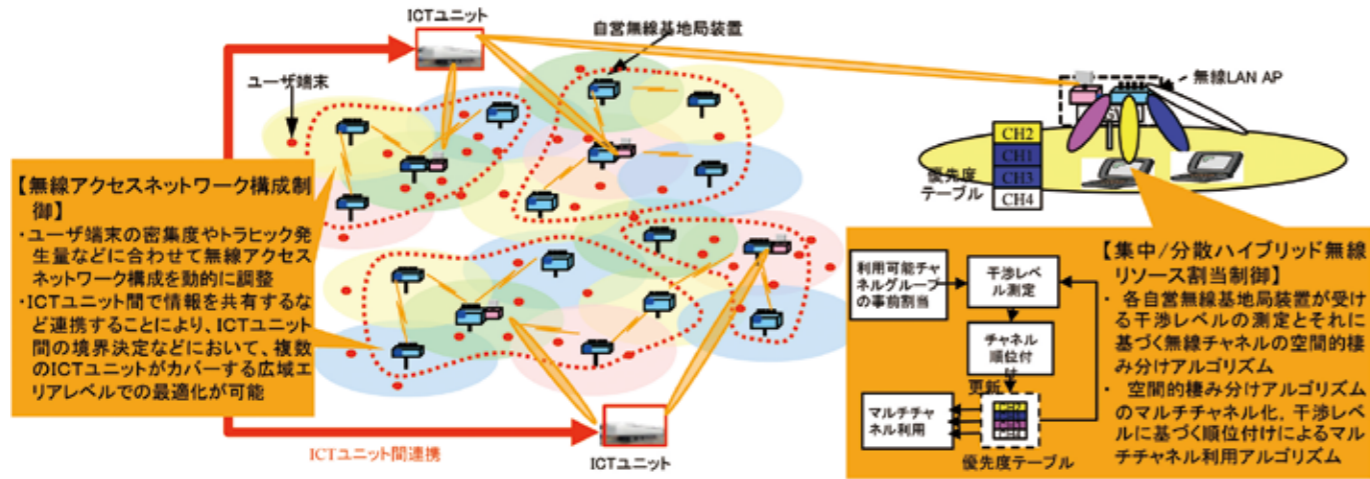 ICTユニット
自営無線基地局装置
ユーザ端末
無線LAN AP
CH2
CH1
CH3
CH4
優先度
テーブル
【無線アクセスネットワーク構成制
御】
・ユーザ端末の密集度やトラヒック発
生量などに合わせて無線アクセス
ネットワーク構成を動的に調整
・ICTユニット間で情報を共有するな
ど連携することにより、ICTユニット
間の境界決定などにおいて、複数
のICTユニットがカバーする広域エ
リアレベルでの最適化が可能
ICTユニット間連携
ICTユニット
利用可能チャ
ネルグループ
の事前割当
干渉レベ
ル測定
チャネル
順位付
け
更新
マルチチャ
ネル利用
CH2
CH1
CH3
CH4
優先度テーブル
【集中/分散ハイブリッド無線
リソース割当制御】
・ 各自営無線基地局装置が受け
る干渉レベルの測定とそれに
基づく無線チャネルの空間的棲
み分けアルゴリズム
・ 空間的棲み分けアルゴリズム
のマルチチャネル化，干渉レベ
ルに基づく順位付けによるマル
チチャネル利用アルゴリズム